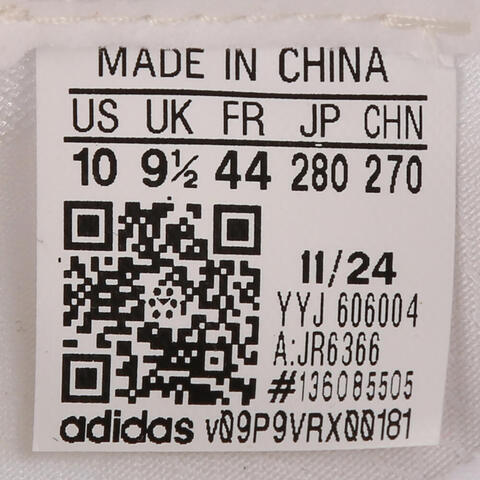 MADE IN CHINA
US UK FR JP CHN
10 9½ 44 280 270
11/24
YYJ 606004
A:JR6366
#136085505
adidas v09P9VRX00181